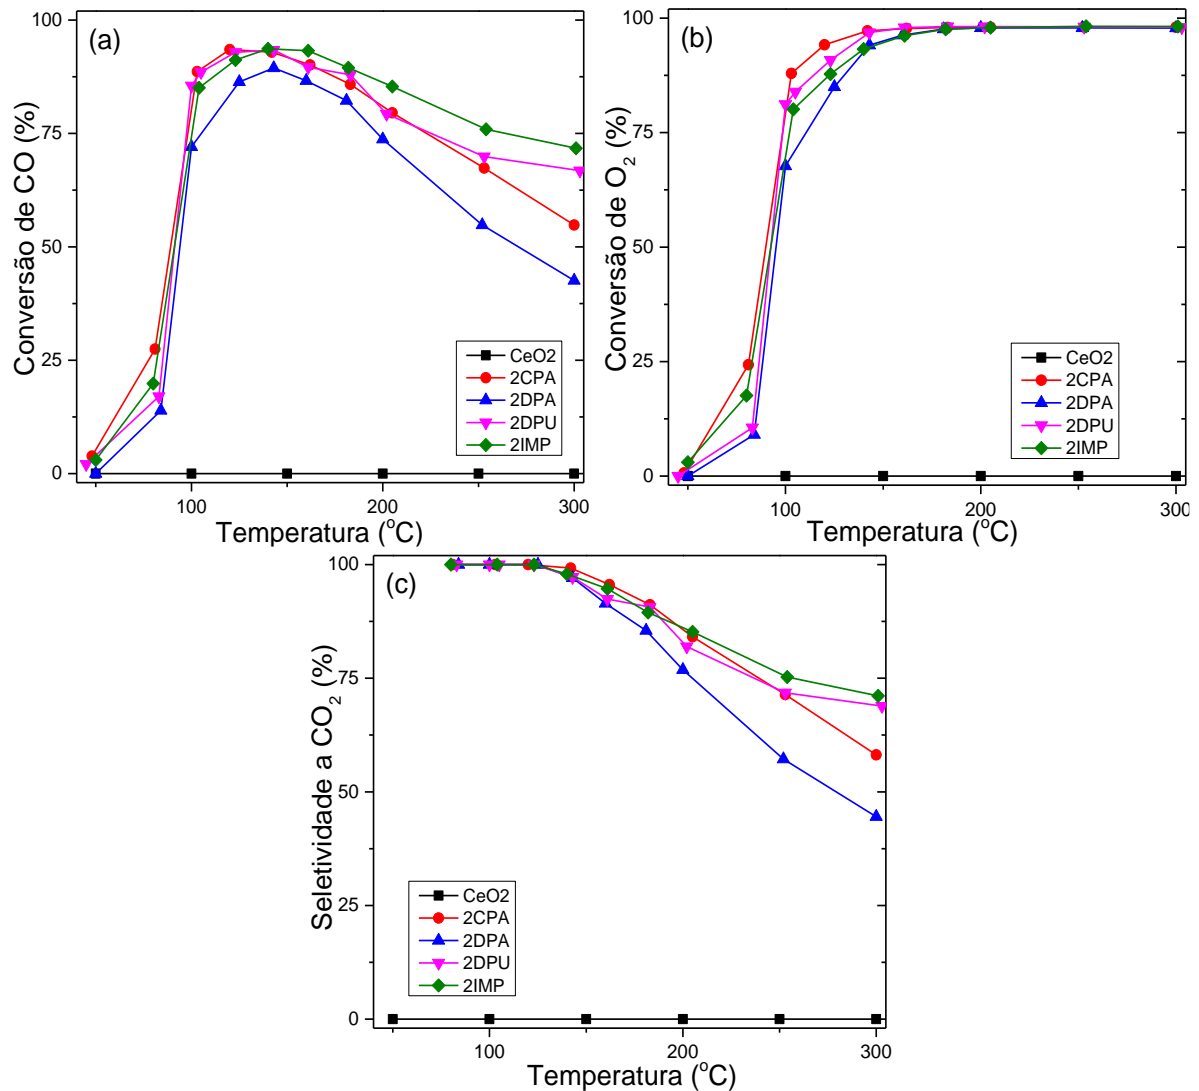 (a)
100
75
50
25
0
Conversão de CO (%)
CeO2
2CPA
2DPA
2DPU
2IMP
100
200
300
Temperatura (°C)
(b)
100
75
50
25
0
Conversão de O2 (%)
CeO2
2CPA
2DPA
2DPU
2IMP
100
200
300
Temperatura (°C)
(c)
100
75
50
25
0
Seletividade a CO2 (%)
CeO2
2CPA
2DPA
2DPU
2IMP
100
200
300
Temperatura (°C)